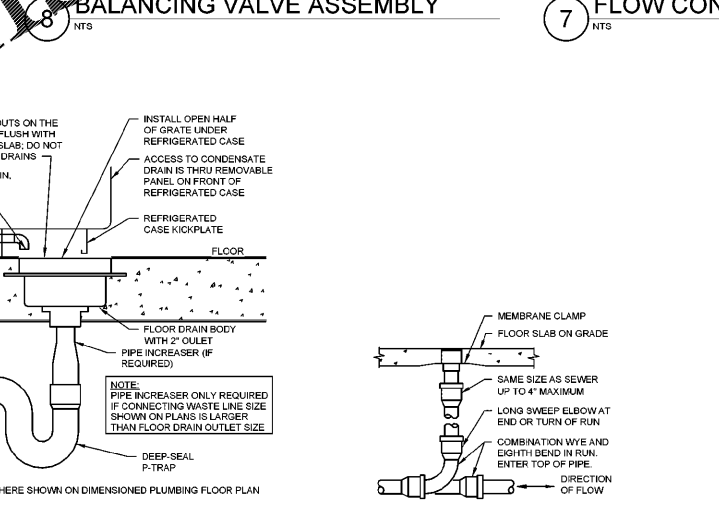 8
BALANCING VALVE ASSEMBLY
NTS
7
FLOW CON
NTS
OUTS ON THE
FLUSH WITH
SLAB; DO NOT
DRAINS
IN,
INSTALL OPEN HALF
OF GRATE UNDER
REFRIGERATED CASE
ACCESS TO CONDENSATE
DRAIN IS THRU REMOVABLE
PANEL ON FRONT OF
REFRIGERATED CASE
REFRIGERATED
CASE KICKPLATE
FLOOR
FLOOR DRAIN BODY
WITH 2" OULET
PIPE INCREASER (IF
REQUIRED)
NOTE:
PIPE INCREASER ONLY REQUIRED
IF CONNECTING WASTE LINE SIZE
SHOWN ON PLANS IS LARGER
THAN FLOOR DRAIN OUTLET SIZE
DEEP-SEAL
P-TRAP
HERE SHOWN ON DIMENSIONED PLUMBING FLOOR PLAN
MEMBRANE CLAMP
FLOOR SLAB ON GRADE
SAME SIZE AS SEWER
UP TO 4" MAXIMUM
LONG SWEEP ELBOW AT
END OR TURN OF RUN
COMBINATION WYE AND
EIGHTH BEND IN RUN.
ENTER TOP OF PIPE.
DIRECTION
OF FLOW